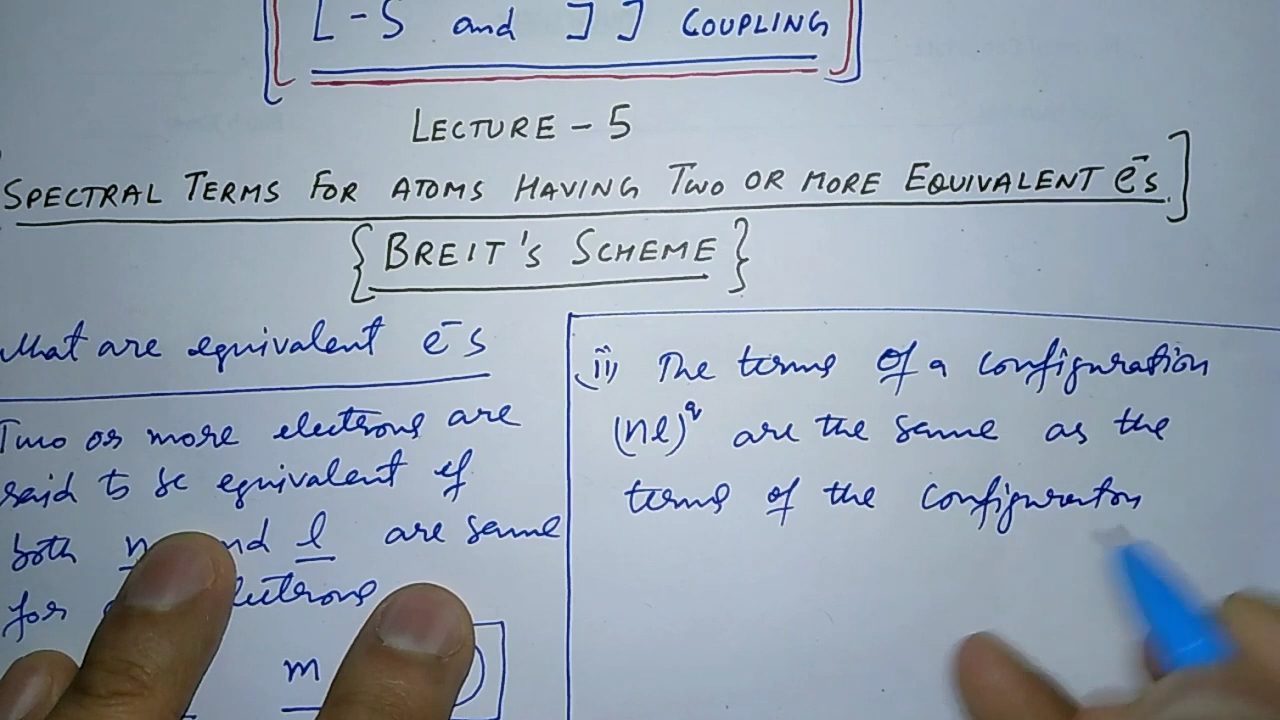 L-S and JJ COUPLING
LECTURE - 5
SPECTRAL TERMS FOR ATOMS HAVING TWO OR MORE EQUIVALENT e⁻s]
{BREIT'S SCHEME}
What are equivalent e⁻s
Two or more electrons are
said to be equivalent if
both and l are same
for
m
(ii) The terms of a configuration
(nl)^q are the same as the
terms of the configuration